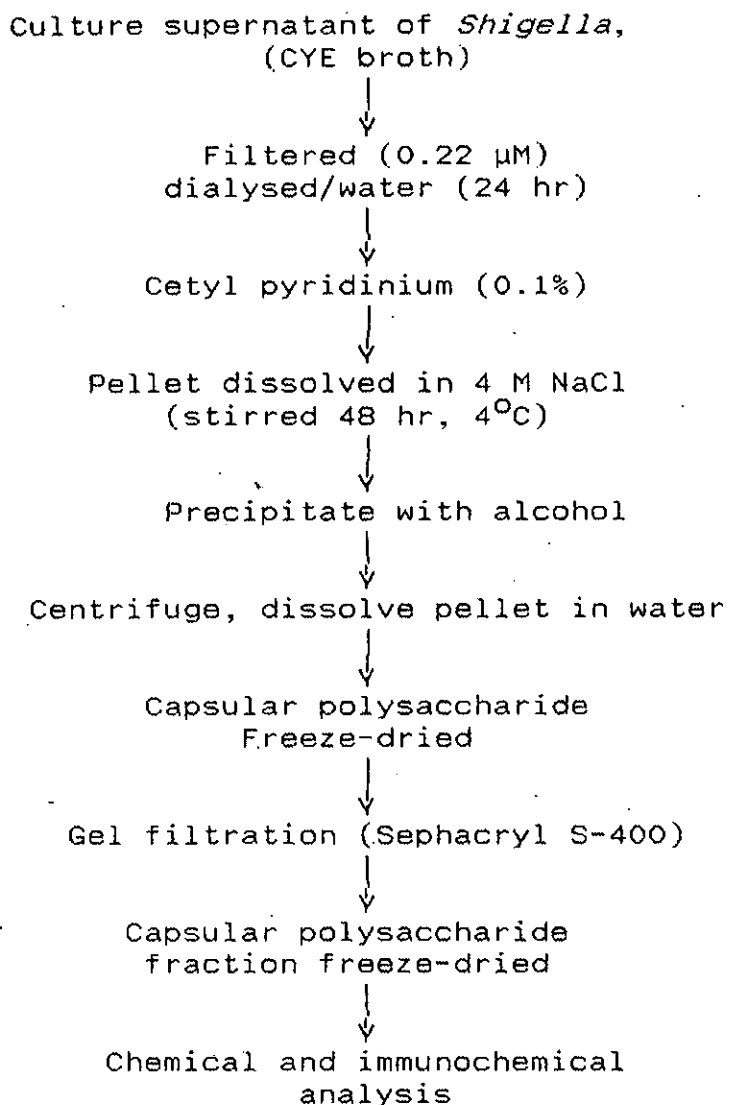 Culture supernatant of Shigella,
(CYE broth)
Filtered (0.22 µM)
dialysed/water (24 hr)
Cetyl pyridinium (0.1%)
Pellet dissolved in 4 M NaCl
(stirred 48 hr, 4°C)
Precipitate with alcohol
Centrifuge, dissolve pellet in water
Capsular polysaccharide
Freeze-dried
Gel filtration (Sephacryl S-400)
Capsular polysaccharide
fraction freeze-dried
Chemical and immunochemical
analysis